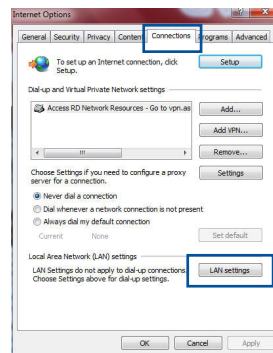 Internet Options
General Security Privacy Content Connections Programs Advanced
To set up an Internet connection, click
Setup.
Setup
Dial-up and Virtual Private Network settings
Access RD Network Resources - Go to vpn.as
Add...
Add VPN...
Remove...
Choose Settings if you need to configure a proxy
server for a connection.
Settings
Never dial a connection
Dial whenever a network connection is not present
Always dial my default connection
Current None
Set default
Local Area Network (LAN) settings
LAN Settings do not apply to dial-up connections.
Choose Settings above for dial-up settings.
LAN settings
OK Cancel Apply